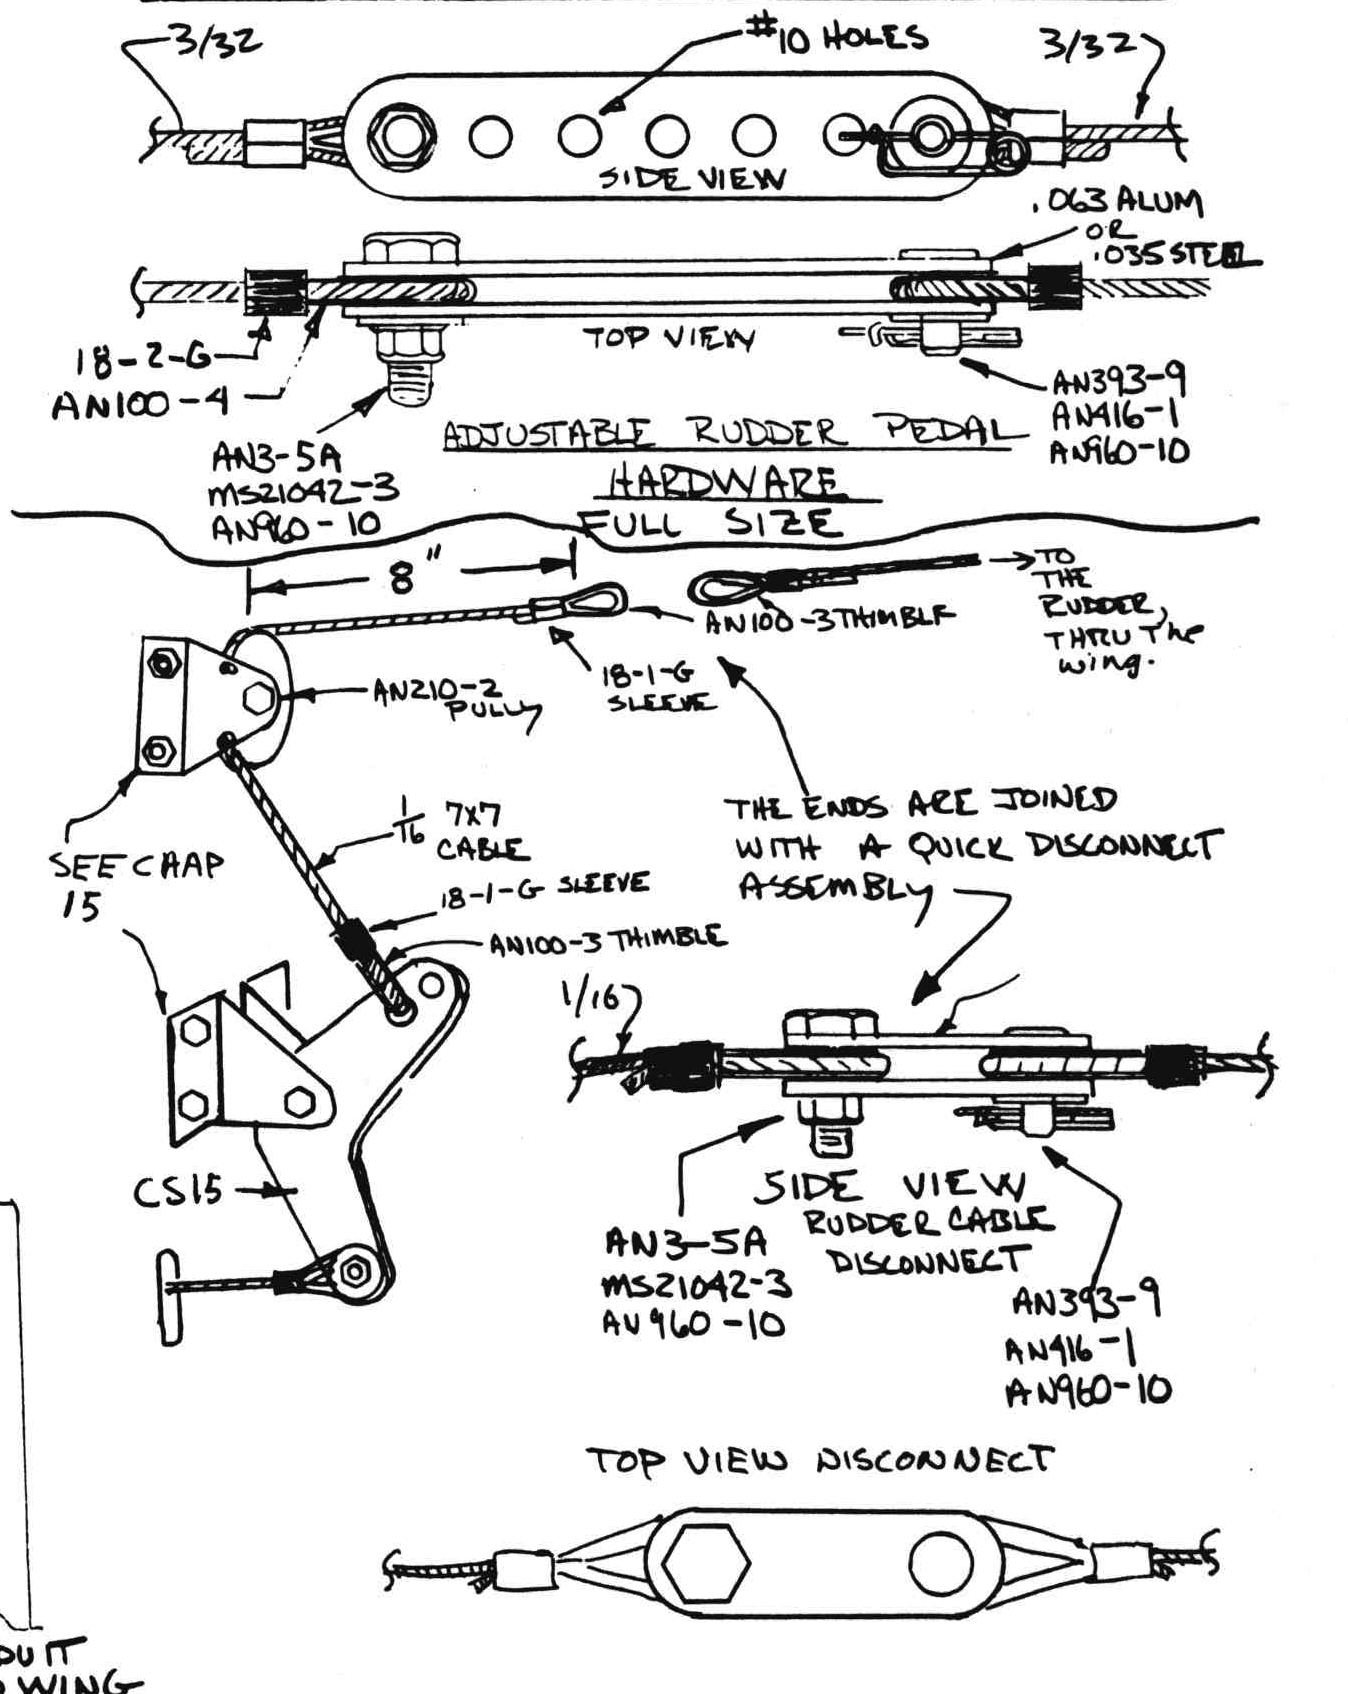 3/32
#10 HOLES
3/32
SIDE VIEW
.063 ALUM
OR
.035 STEEL
TOP VIEW
18-2-G
AN100-4
AN3-5A
MS21042-3
AN960-10
AN393-9
AN416-1
AN960-10
ADJUSTABLE RUDDER PEDAL
HARDWARE
FULL SIZE
8"
TO
THE
RUDDER,
THRU The
wing.
AN100-3 THIMBLE
18-1-G
SLEEVE
AN210-2
PULLY
1/16 7x7
CABLE
SEE CHAP
15
18-1-G SLEEVE
AN100-3 THIMBLE
THE ENDS ARE JOINED
WITH A QUICK DISCONNECT
ASSEMBLY
1/16
CS15
SIDE VIEW
RUDDER CABLE
DISCONNECT
AN3-5A
MS21042-3
AN960-10
AN393-9
AN416-1
AN960-10
TOP VIEW DISCONNECT
DUIT
WING